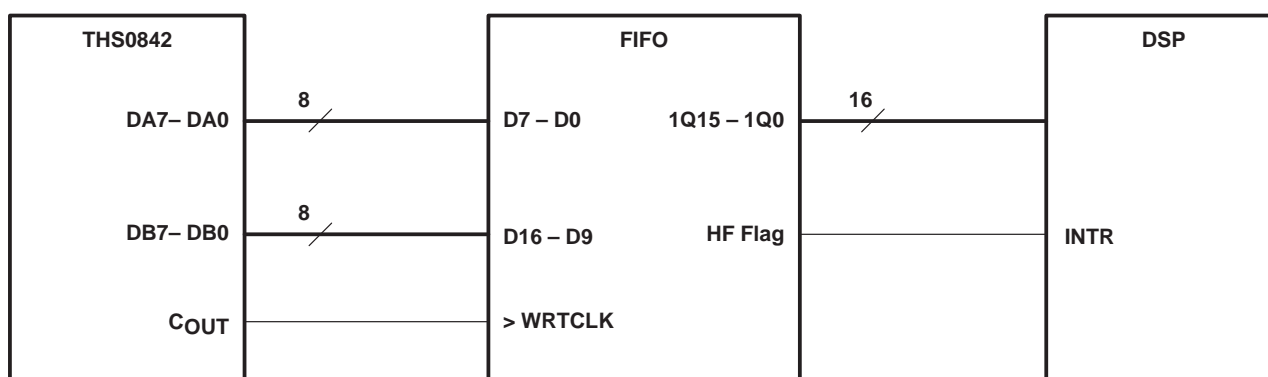 THS0842
FIFO
DSP
DA7– DA0
8
D7 – D0
1Q15 – 1Q0
16
DB7– DB0
8
D16 – D9
HF Flag
INTR
COUT
> WRTCLK